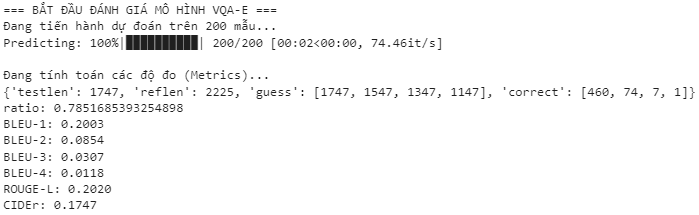 === BẮT ĐẦU ĐÁNH GIÁ MÔ HÌNH VQA-E ===
Đang tiến hành dự đoán trên 200 mẫu...
Predicting: 100%|██████████| 200/200 [00:02<00:00, 74.46it/s]
Đang tính toán các độ đo (Metrics)...
{'testlen': 1747, 'reflen': 2225, 'guess': [1747, 1547, 1347, 1147], 'correct': [460, 74, 7, 1]}
ratio: 0.7851685393254898
BLEU-1: 0.2003
BLEU-2: 0.0854
BLEU-3: 0.0307
BLEU-4: 0.0118
ROUGE-L: 0.2020
CIDEr: 0.1747